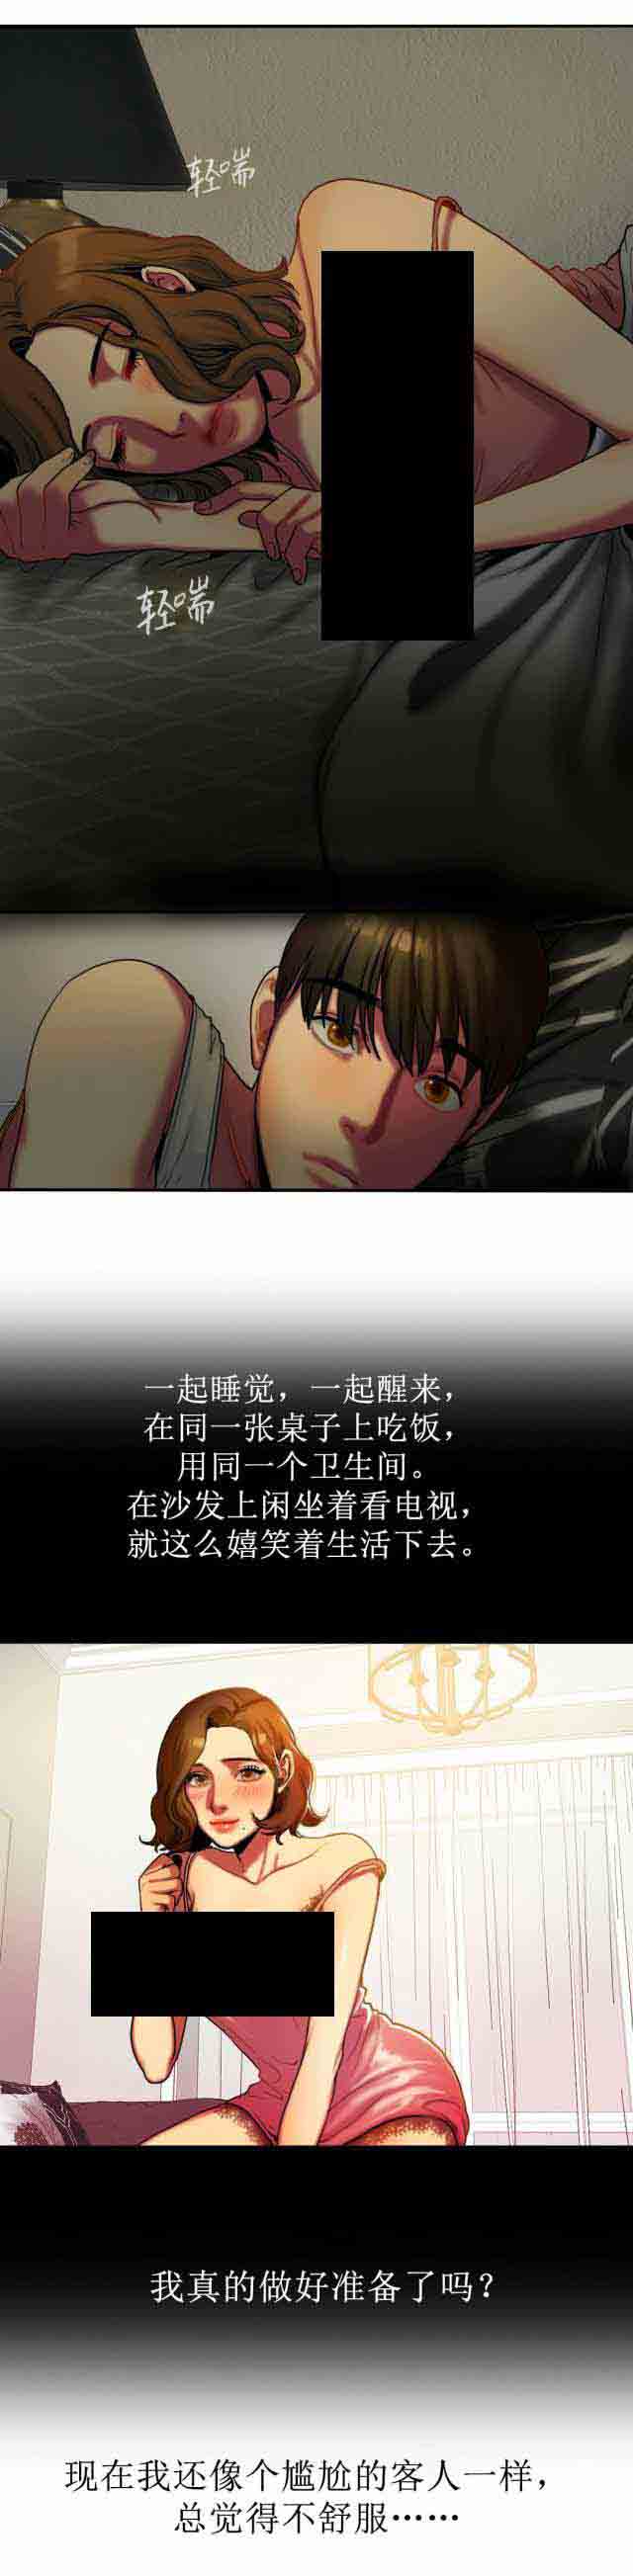 轻喘
轻喘
一起睡觉，一起醒来，
在同一张桌子上吃饭，
用同一个卫生间。
在沙发上闲坐着看电视，
就这么嬉笑着生活下去。
我真的做好准备了吗？
现在我还像个尴尬的客人一样，
总觉得不舒服……